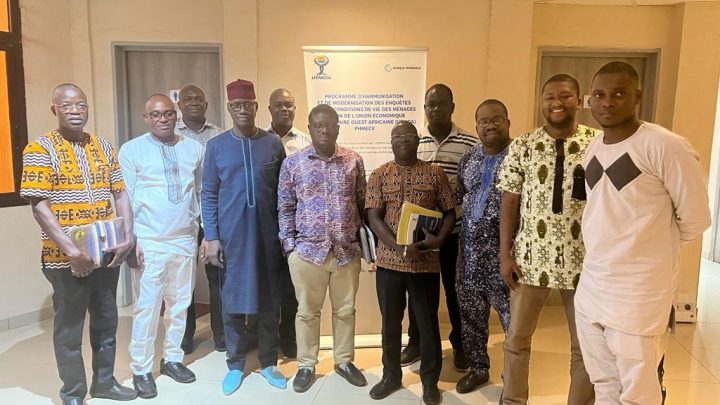 UEMOA
BANQUE MONDIALE
PROGRAMME D'HARMONISATION
ET DE MODERNISATION DES ENQUÊTES
CONDITIONS DE VIE DES MÉNAGES
DE L'UNION ECONOMIQUE
OUEST AFRICAINE (UEMOA)
PHMECV